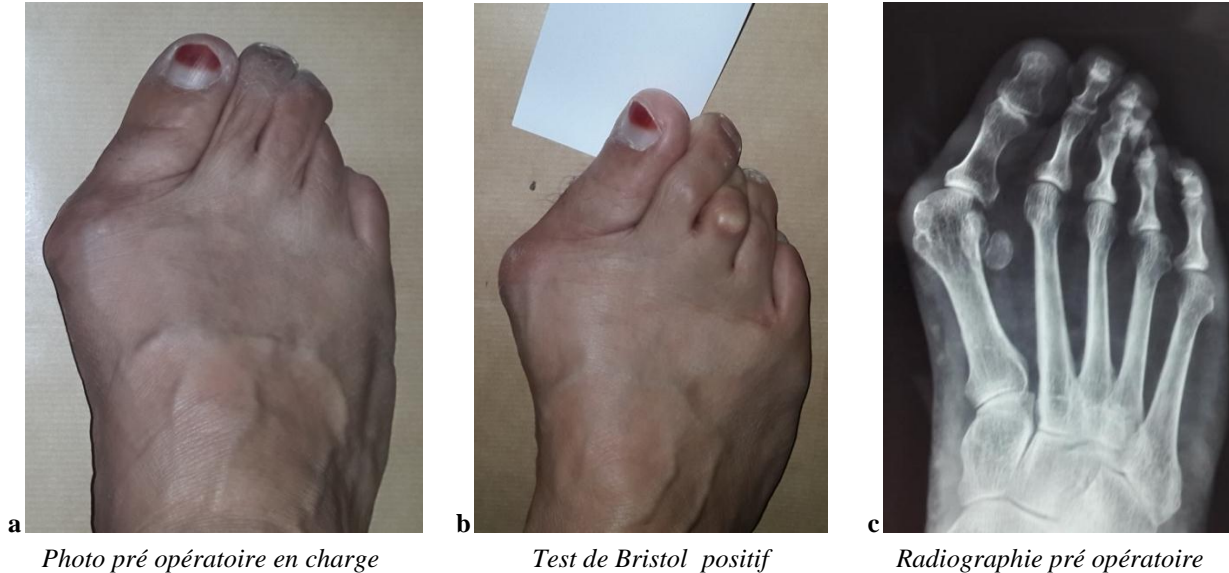 a
b
c
Photo pré opératoire en charge
Test de Bristol  positif
Radiographie pré opératoire